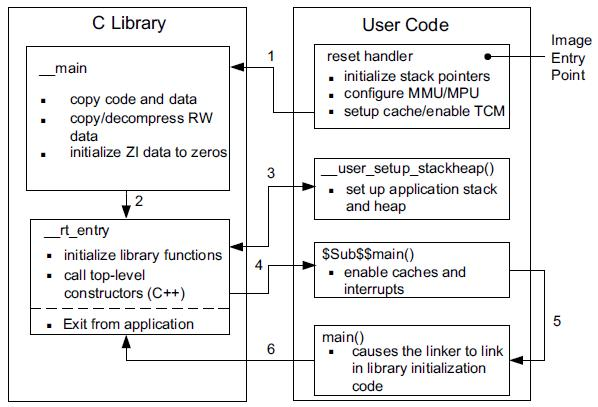 C Library
__main
▪ copy code and data
▪ copy/decompress RW
data
▪ initialize ZI data to zeros
2
__rt_entry
▪ initialize library functions
▪ call top-level
constructors (C++)
▪ Exit from application
1
3
4
6
User Code
reset handler
▪ initialize stack pointers
▪ configure MMU/MPU
▪ setup cache/enable TCM
__user_setup_stackheap()
▪ set up application stack
and heap
$Sub$$main()
▪ enable caches and
interrupts
main()
▪ causes the linker to link
in library initialization
code
5
Image
Entry
Point